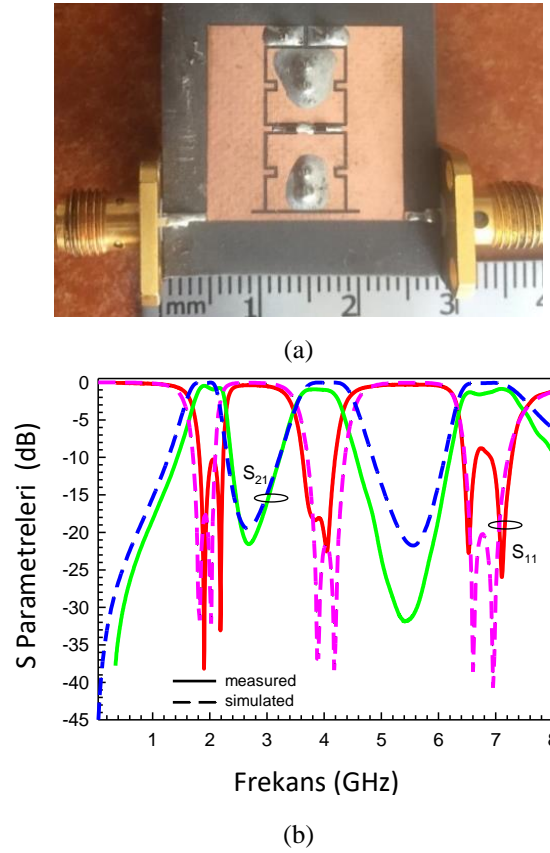 mm 1 2 3 4
(a)
S Parametreleri (dB)
0
-5
-10
-15
-20
-25
-30
-35
-40
-45
S21
S11
measured
simulated
1 2 3 4 5 6 7 8
Frekans (GHz)
(b)